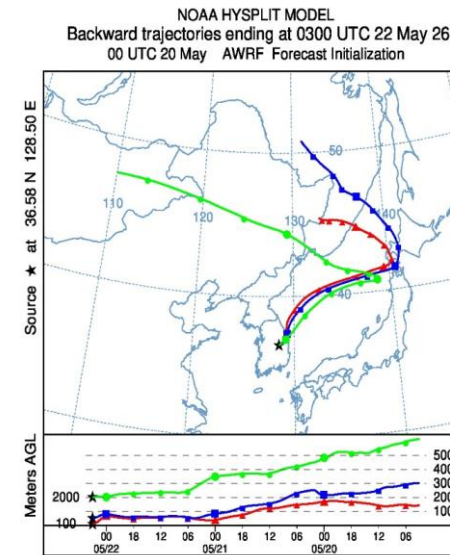 NOAA HYSPLIT MODEL
Backward trajectories ending at 0300 UTC 22 May 26
00 UTC 20 May AWRF Forecast Initialization
Source ★ at 36.58 N 128.50 E
50
140
130
120
110
40
Meters AGL
500
400
300
2000
200
100
100
00 18 12 06 00 18 12 06 00 18 12 06
05/22 05/21 05/20